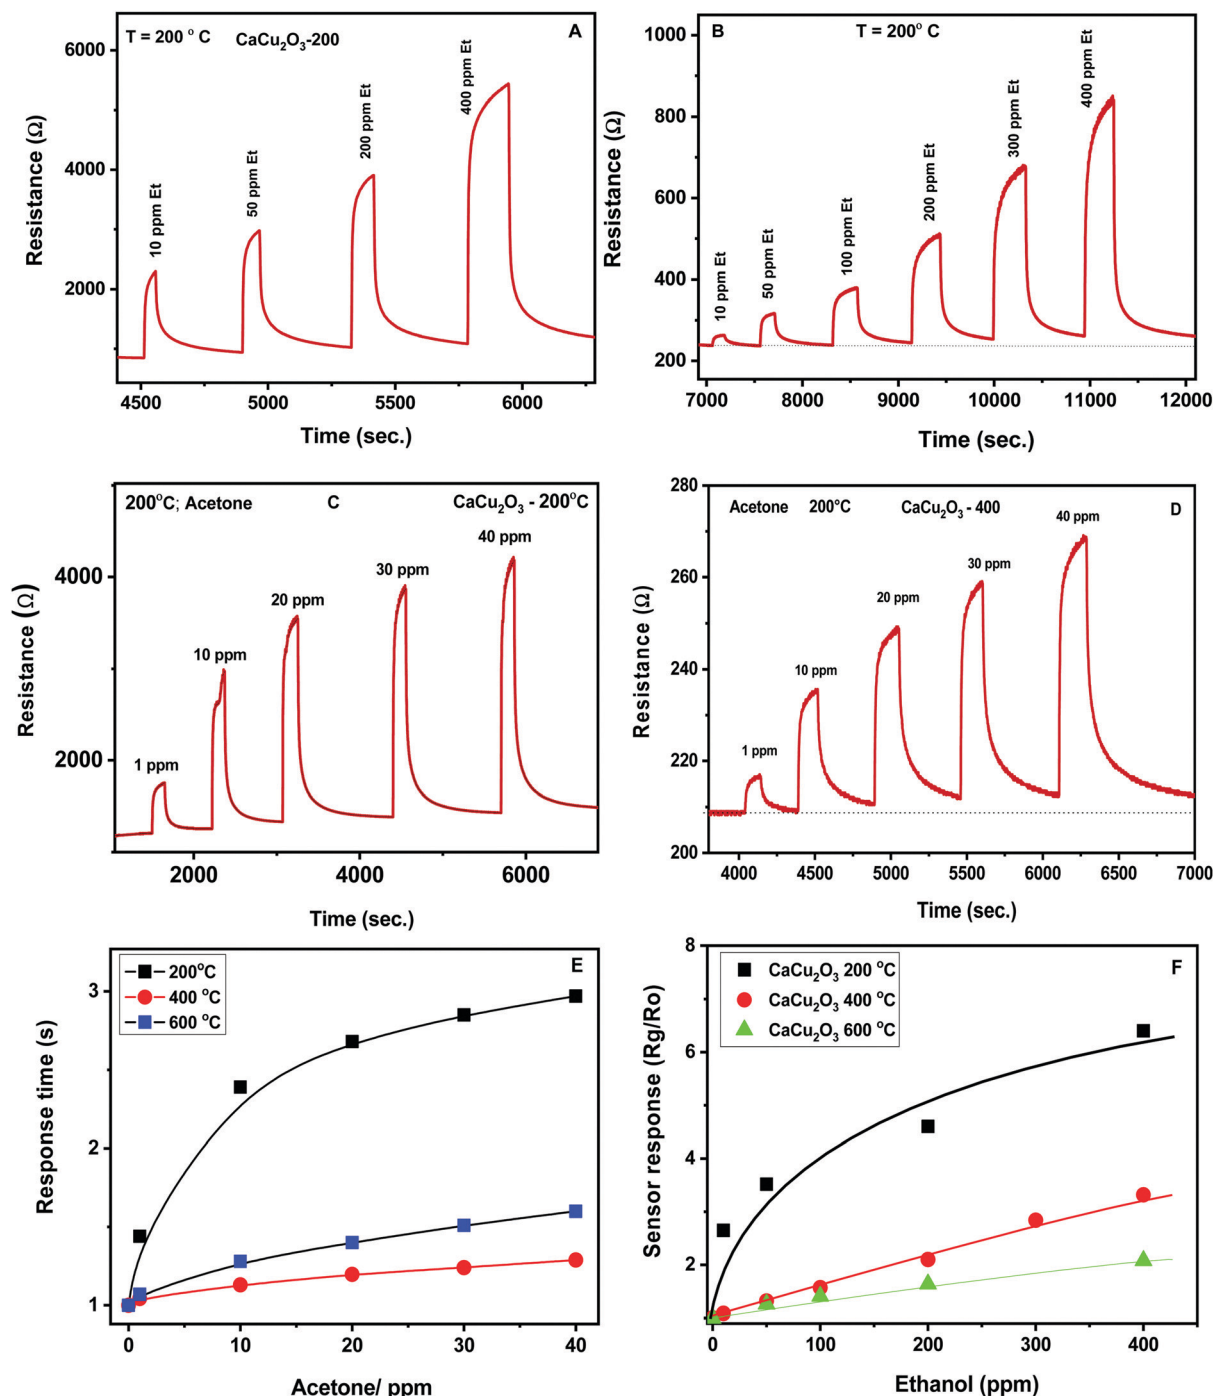 T = 200 ° C CaCu₂O₃-200 A
10 ppm Et
50 ppm Et
200 ppm Et
400 ppm Et
6000
4000
2000
Resistance (Ω)
4500 5000 5500 6000
Time (sec.)
B T = 200° C
10 ppm Et
50 ppm Et
100 ppm Et
200 ppm Et
300 ppm Et
400 ppm Et
1000
800
600
400
200
Resistance (Ω)
7000 8000 9000 10000 11000 12000
Time (sec.)
200°C; Acetone C CaCu₂O₃ - 200°C
40 ppm
30 ppm
20 ppm
10 ppm
1 ppm
4000
2000
Resistance (Ω)
2000 4000 6000
Time (sec.)
Acetone 200°C CaCu₂O₃ - 400 D
40 ppm
30 ppm
20 ppm
10 ppm
1 ppm
280
260
240
220
200
Resistance (Ω)
4000 4500 5000 5500 6000 6500 7000
Time (sec.)
E
200°C
400 °C
600 °C
3
2
1
Response time (s)
0 10 20 30 40
Acetone/ ppm
F
CaCu₂O₃ 200 °C
CaCu₂O₃ 400 °C
CaCu₂O₃ 600 °C
8
6
4
2
Sensor response (Rg/Ro)
0 100 200 300 400
Ethanol (ppm)